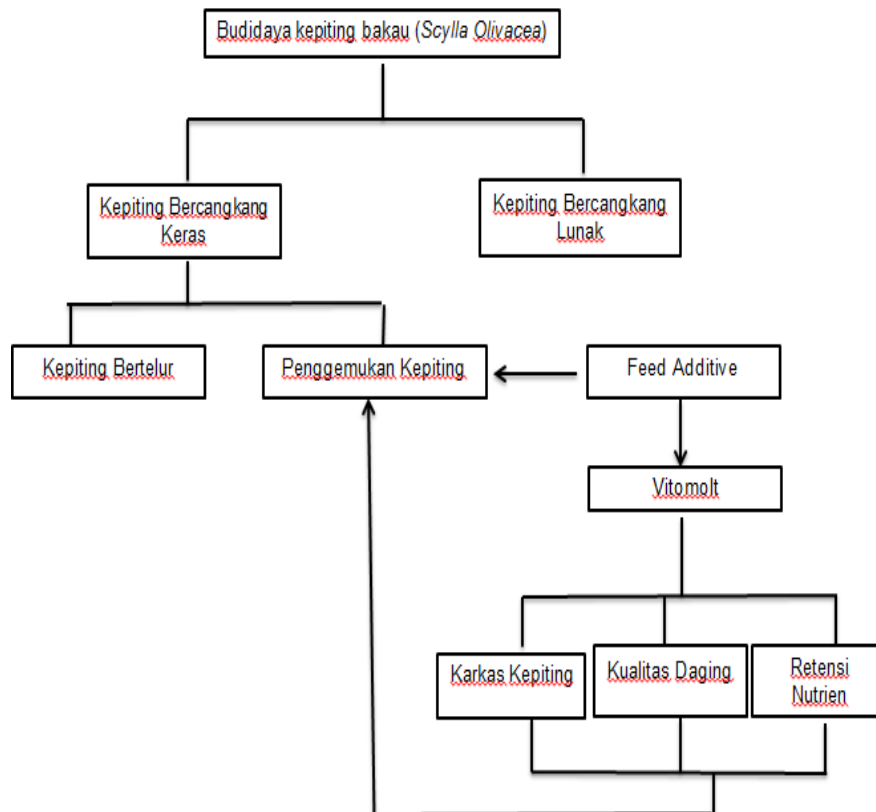 Budidaya kepiting bakau (Scylla Olivacea)
Kepiting Bercangkang
Keras
Kepiting Bercangkang
Lunak
Kepiting Bertelur
Penggemukan Kepiting
Feed Additive
Vitomolt
Karkas Kepiting
Kualitas Daging
Retensi
Nutrien